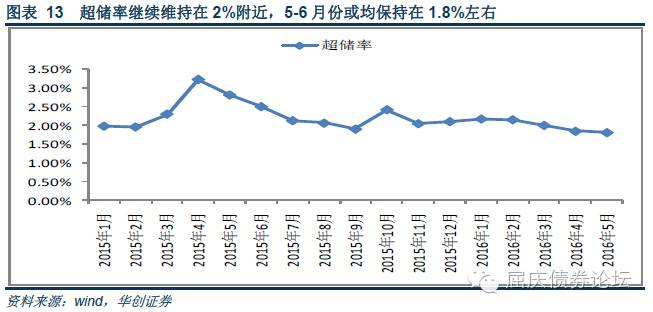 图表 13 超储率继续维持在 2%附近，5-6 月份或均保持在 1.8%左右
超储率
3.50%
3.00%
2.50%
2.00%
1.50%
1.00%
0.50%
0.00%
2015年1月
2015年2月
2015年3月
2015年4月
2015年5月
2015年6月
2015年7月
2015年8月
2015年9月
2015年10月
2015年11月
2015年12月
2016年1月
2016年2月
2016年3月
2016年4月
2016年5月
屈庆债券论坛
资料来源：wind，华创证券